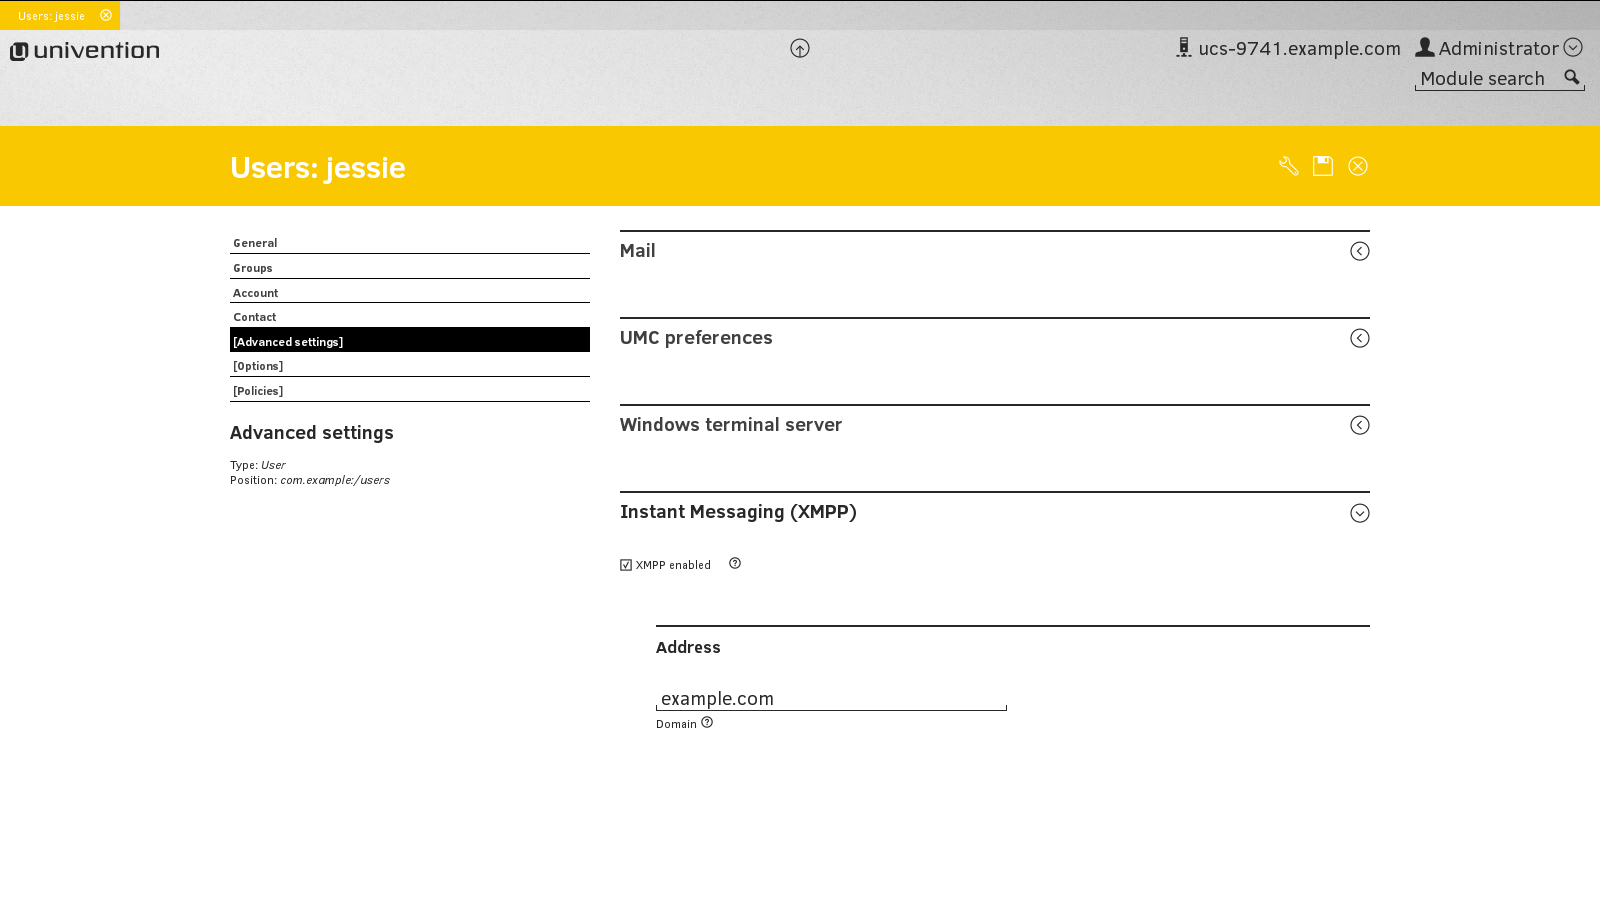 Users: jessie
univention
ucs-9741.example.com Administrator
Module search
Users: jessie
General
Groups
Account
Contact
[Advanced settings]
[Options]
[Policies]
Advanced settings
Type: User
Position: com.example:/users
Mail
UMC preferences
Windows terminal server
Instant Messaging (XMPP)
XMPP enabled
Address
example.com
Domain